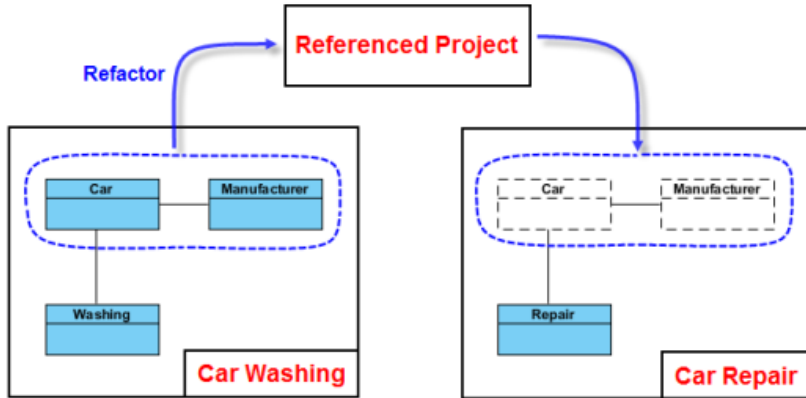 Referenced Project
Refactor
Car
Manufacturer
Washing
Car Washing
Car
Manufacturer
Repair
Car Repair